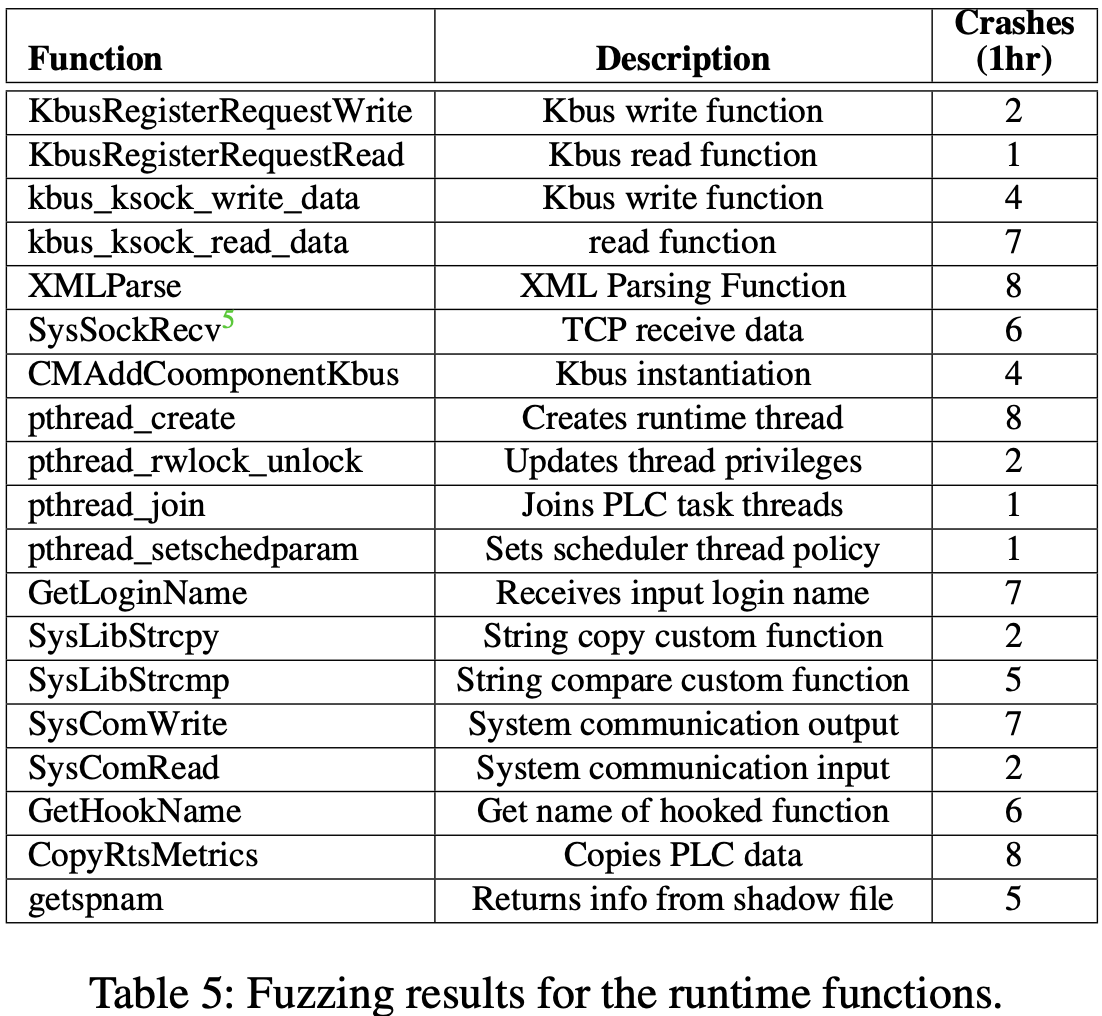 Function Description Crashes (1hr)
KbusRegisterRequestWrite Kbus write function 2
KbusRegisterRequestRead Kbus read function 1
kbus_ksock_write_data Kbus write function 4
kbus_ksock_read_data read function 7
XMLParse XML Parsing Function 8
SysSockRecv5 TCP receive data 6
CMAddCoomponentKbus Kbus instantiation 4
pthread_create Creates runtime thread 8
pthread_rwlock_unlock Updates thread privileges 2
pthread_join Joins PLC task threads 1
pthread_setschedparam Sets scheduler thread policy 1
GetLoginName Receives input login name 7
SysLibStrcpy String copy custom function 2
SysLibStrcmp String compare custom function 5
SysComWrite System communication output 7
SysComRead System communication input 2
GetHookName Get name of hooked function 6
CopyRtsMetrics Copies PLC data 8
getspnam Returns info from shadow file 5
Table 5: Fuzzing results for the runtime functions.